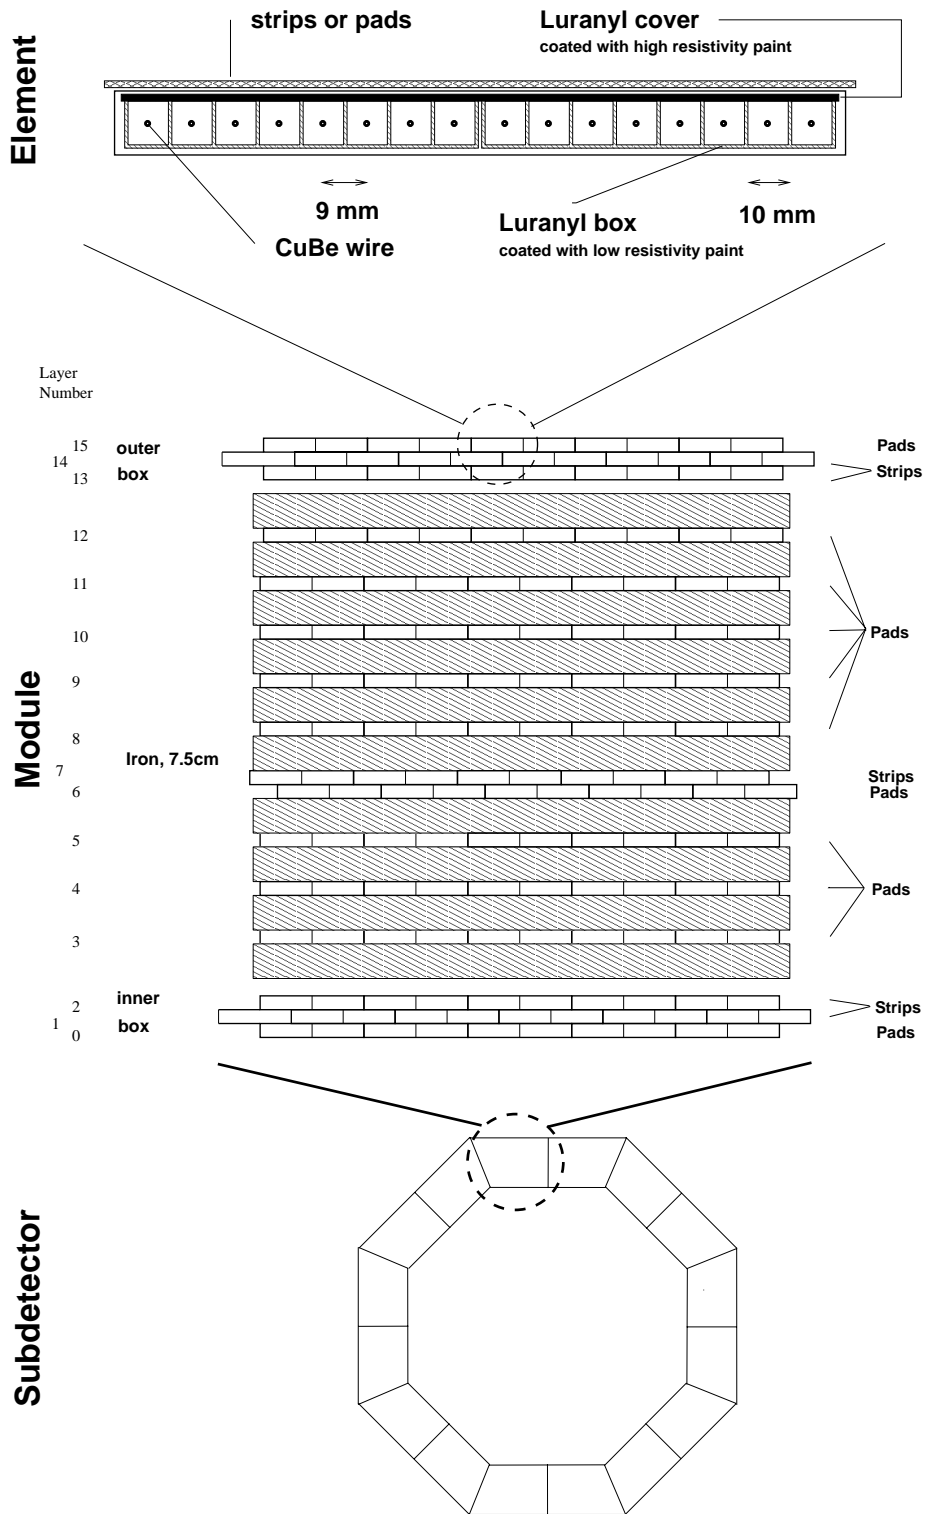 Element
strips or pads
Luranyl cover
coated with high resistivity paint
9 mm
10 mm
Luranyl box
coated with low resistivity paint
CuBe wire
Layer
Number
Module
15
outer
Pads
14
13
box
Strips
12
11
10
Pads
9
8
Iron, 7.5cm
7
Strips
6
Pads
5
4
Pads
3
2
inner
Strips
1
0
box
Pads
Subdetector